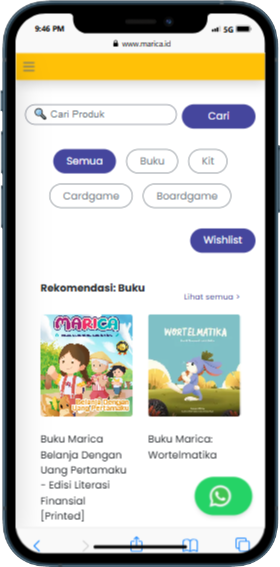 9:46 PM
5G
www.marica.id
Cari Produk
Cari
Semua
Buku
Kit
Cardgame
Boardgame
Wishlist
Rekomendasi: Buku
Lihat semua >
MARICA
Belanja Dengan
Uang Pertamaku
WORTELMATIKA
Buku Marica
Belanja Dengan
Uang Pertamaku
- Edisi Literasi
Finansial
[Printed]
Buku Marica:
Wortelmatika